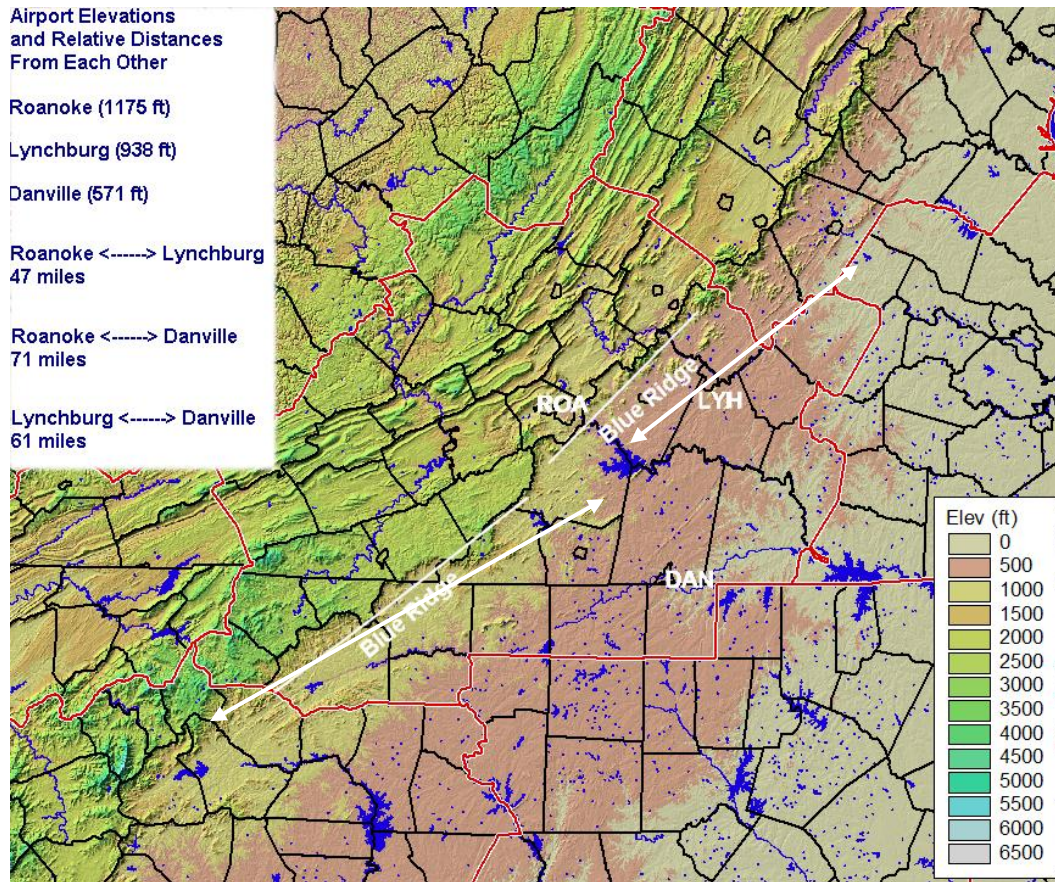 Airport Elevations
and Relative Distances
From Each Other
Roanoke (1175 ft)
Lynchburg (938 ft)
Danville (571 ft)
Roanoke <------> Lynchburg
47 miles
Roanoke <-----> Danville
71 miles
Lynchburg <------> Danville
61 miles
ROA
Blue Ridge
LYH
Blue Ridge
DAN
Elev (ft)
0
500
1000
1500
2000
2500
3000
3500
4000
4500
5000
5500
6000
6500